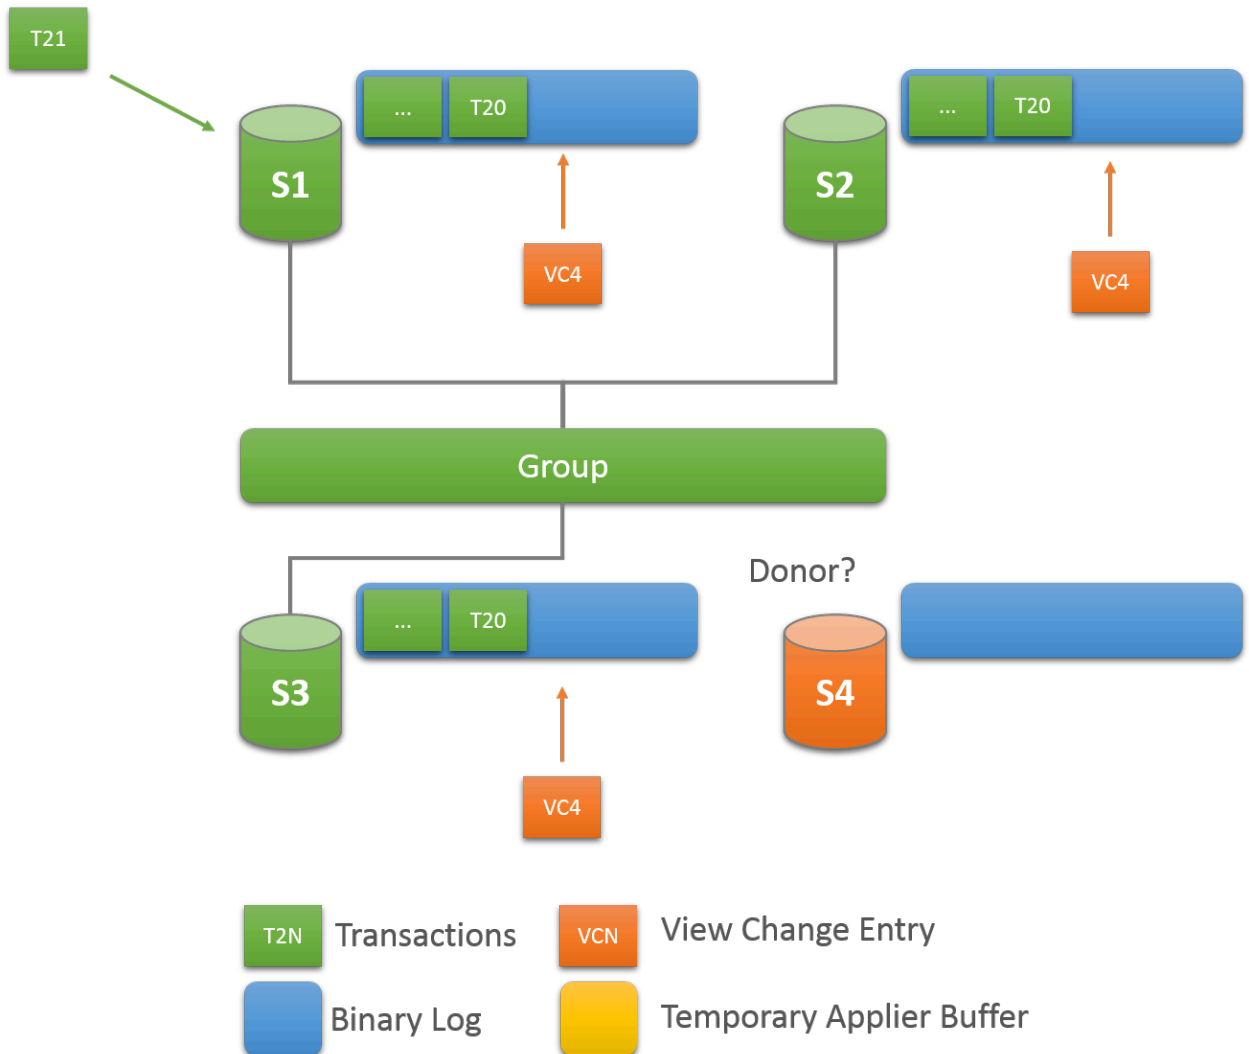 T21
... T20
... T20
S1
S2
VC4
VC4
Group
Donor?
... T20
S3
S4
VC4
T2N Transactions
VCN View Change Entry
Binary Log
Temporary Applier Buffer